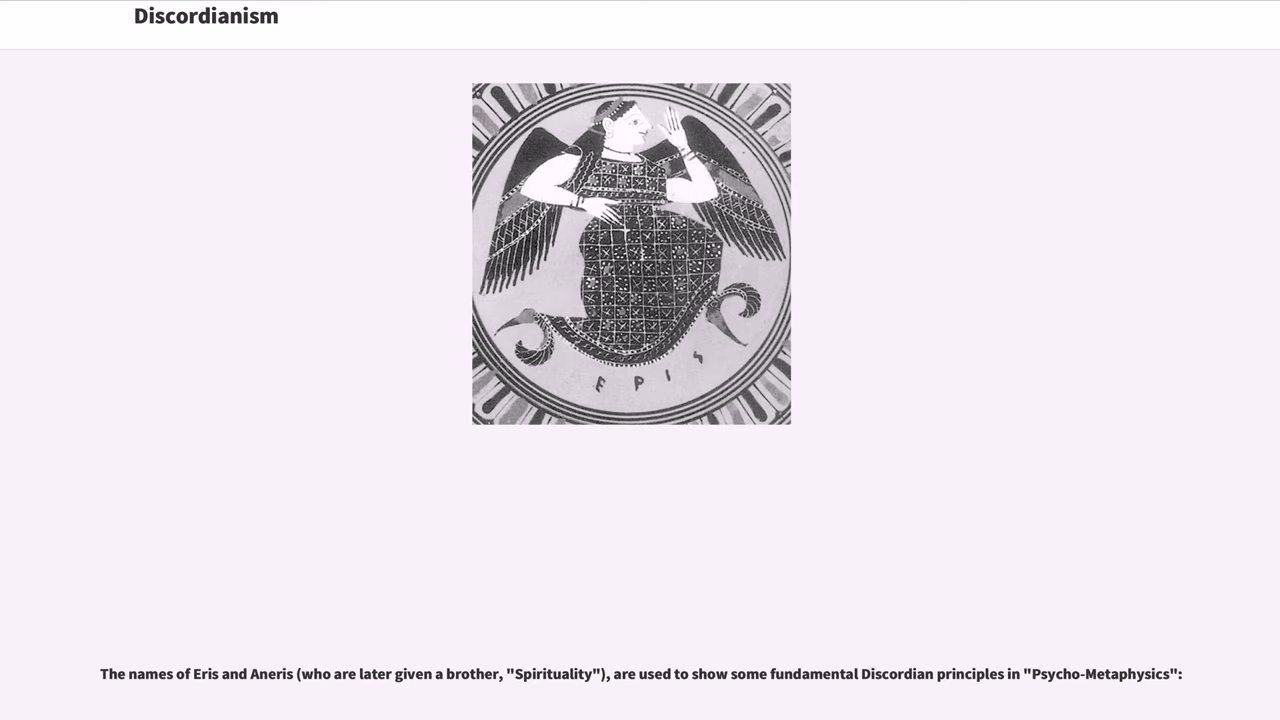 Discordianism
ΕΡΙΣ
The names of Eris and Aneris (who are later given a brother, "Spirituality"), are used to show some fundamental Discordian principles in "Psycho-Metaphysics":